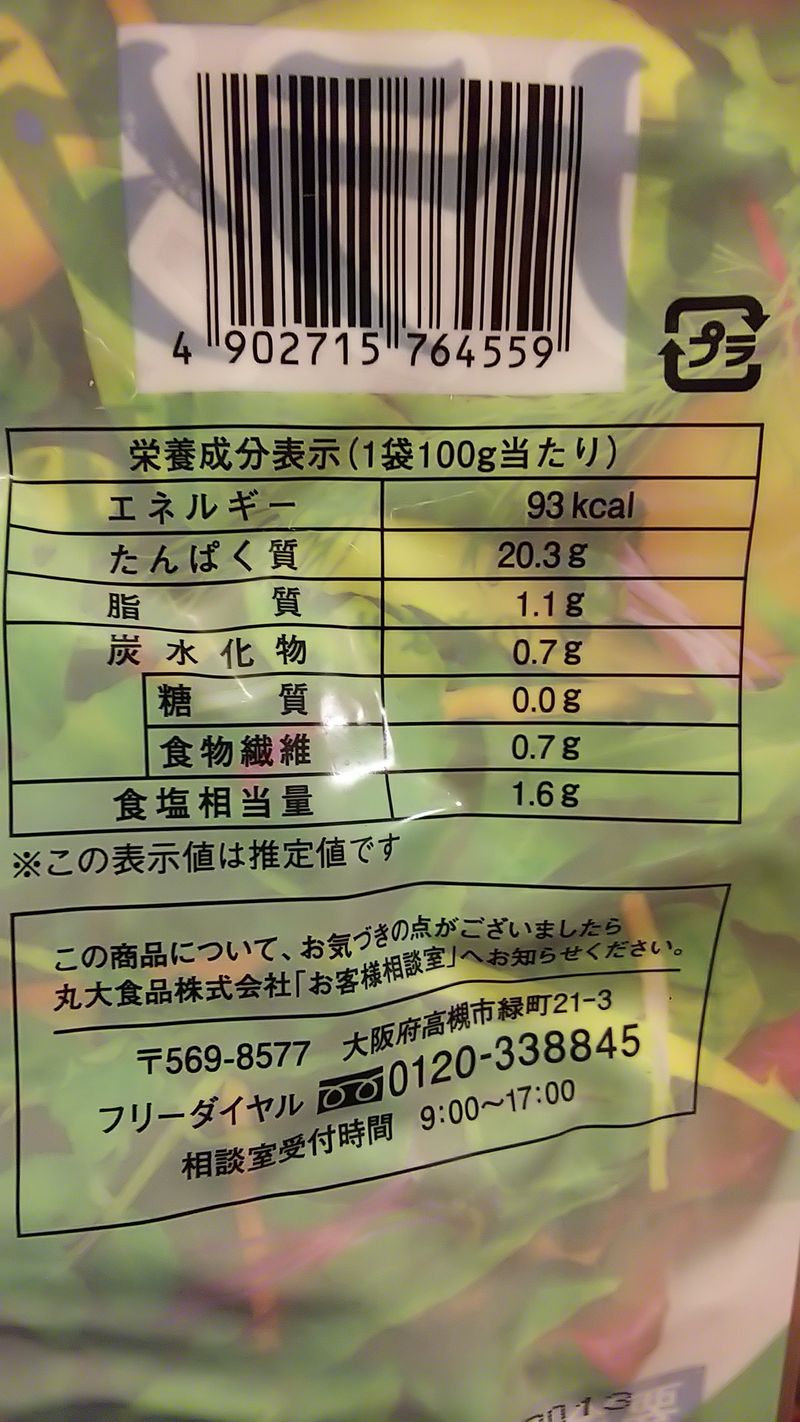 4 902715 764559
プラ
栄養成分表示(1袋100g当たり)
エネルギー 93 kcal
たんぱく質 20.3 g
脂質 1.1 g
炭水化物 0.7 g
糖質 0.0 g
食物繊維 0.7 g
食塩相当量 1.6 g
※この表示値は推定値です
この商品について、お気づきの点がございましたら
丸大食品株式会社「お客様相談室」へお知らせください。
〒569-8577 大阪府高槻市緑町21-3
フリーダイヤル 0120-338845
相談室受付時間 9:00～17:00